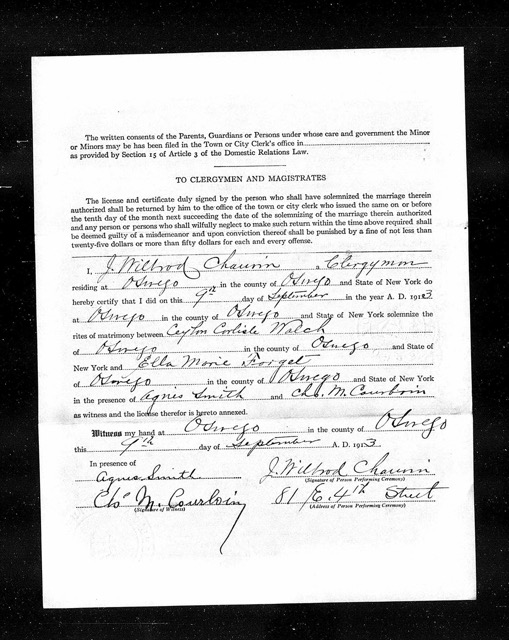 The written consents of the Parents, Guardians or Persons under whose care and government the Minor
or Minors may be has been filed in the Town or City Clerk's office in
as provided by Section 15 of Article 3 of the Domestic Relations Law.
TO CLERGYMEN AND MAGISTRATES
The license and certificate duly signed by the person who shall have solemnized the marriage therein
authorized shall be returned by him to the office of the town or city clerk who issued the same on or before
the tenth day of the month next succeeding the date of the solemnizing of the marriage therein authorized
and any person or persons who shall wilfully neglect to make such return within the time above required shall
be deemed guilty of a misdemeanor and upon conviction thereof shall be punished by a fine of not less than
twenty-five dollars or more than fifty dollars for each and every offense.
I, J. Wilbrod Chauvin a Clergyman
residing at Oswego in the county of Oswego and State of New York do
hereby certify that I did on this 9th day of September in the year A. D. 1913
at Oswego in the county of Oswego and State of New York solemnize the
rites of matrimony between Ceylon Corlisle Walch
of Oswego in the county of Oswego and State of
New York and Ella Marie Forget
of Oswego in the county of Oswego and State of New York
in the presence of Agnes Smith and Chs. M. Courboin
as witness and the license therefor is hereto annexed.
Witness my hand at Oswego in the county of Oswego
this 9th day of September A. D. 1913
In presence of
Agnes Smith J. Wilbrod Chauvin
(Signature of Person Performing Ceremony)
Chs M. Courboin 81 E. 4th Street
(Signature of Witness) (Address of Person Performing Ceremony)